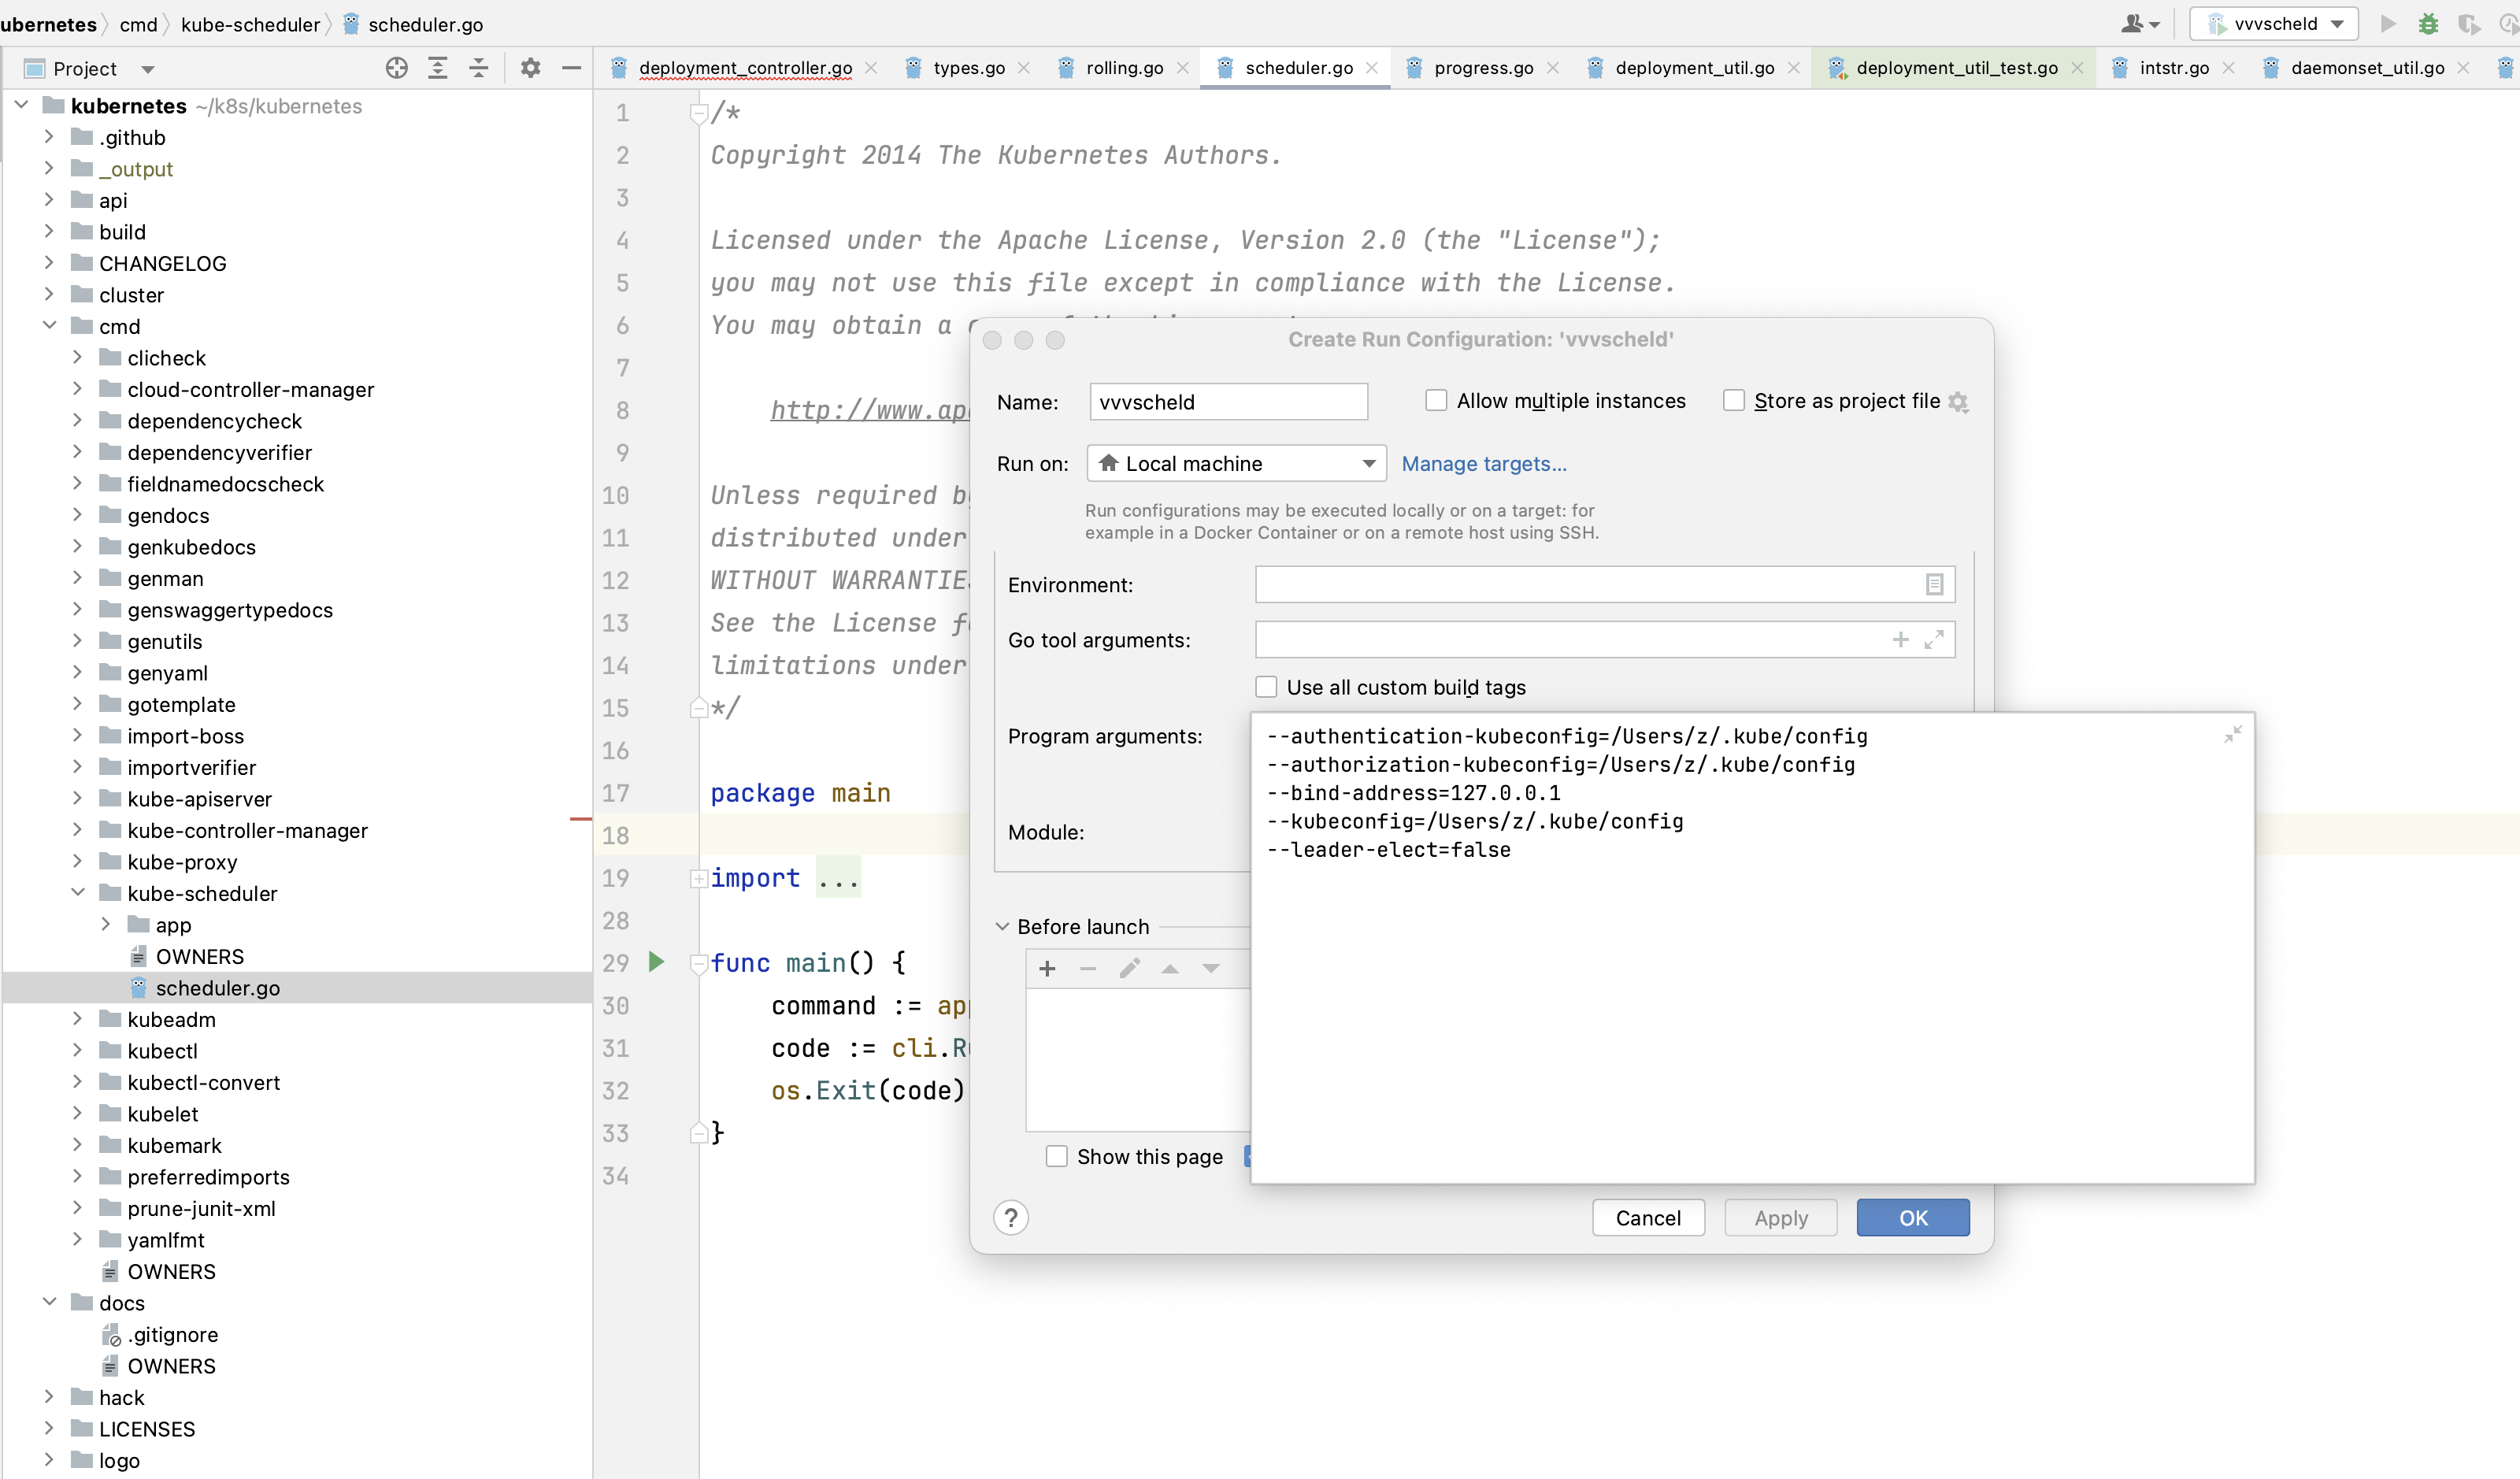 ubernetes cmd kube-scheduler scheduler.go
vvvscheld
Project
deployment_controller.go types.go rolling.go scheduler.go progress.go deployment_util.go deployment_util_test.go intstr.go daemonset_util.go
kubernetes ~/k8s/kubernetes
.github
_output
api
build
CHANGELOG
cluster
cmd
clicheck
cloud-controller-manager
dependencycheck
dependencyverifier
fieldnamedocscheck
gendocs
genkubedocs
genman
genswaggertypedocs
genutils
genyaml
gotemplate
import-boss
importverifier
kube-apiserver
kube-controller-manager
kube-proxy
kube-scheduler
app
OWNERS
scheduler.go
kubeadm
kubectl
kubectl-convert
kubelet
kubemark
preferredimports
prune-junit-xml
yamlfmt
OWNERS
docs
.gitignore
OWNERS
hack
LICENSES
logo
1 /*
2 Copyright 2014 The Kubernetes Authors.
3
4 Licensed under the Apache License, Version 2.0 (the "License");
5 you may not use this file except in compliance with the License.
6 You may obtain a
7
8 http://www.ap
9
10 Unless required by
11 distributed under
12 WITHOUT WARRANTIES
13 See the License f
14 limitations under
15 */
16
17 package main
18
19 import ...
28
29 func main() {
30 command := app
31 code := cli.R
32 os.Exit(code)
33 }
34
Create Run Configuration: 'vvvscheld'
Name: vvvscheld
Allow multiple instances
Store as project file
Run on: Local machine Manage targets...
Run configurations may be executed locally or on a target: for
example in a Docker Container or on a remote host using SSH.
Environment:
Go tool arguments:
Use all custom build tags
Program arguments:
--authentication-kubeconfig=/Users/z/.kube/config
--authorization-kubeconfig=/Users/z/.kube/config
--bind-address=127.0.0.1
--kubeconfig=/Users/z/.kube/config
--leader-elect=false
Module:
Before launch
Show this page
? Cancel Apply OK